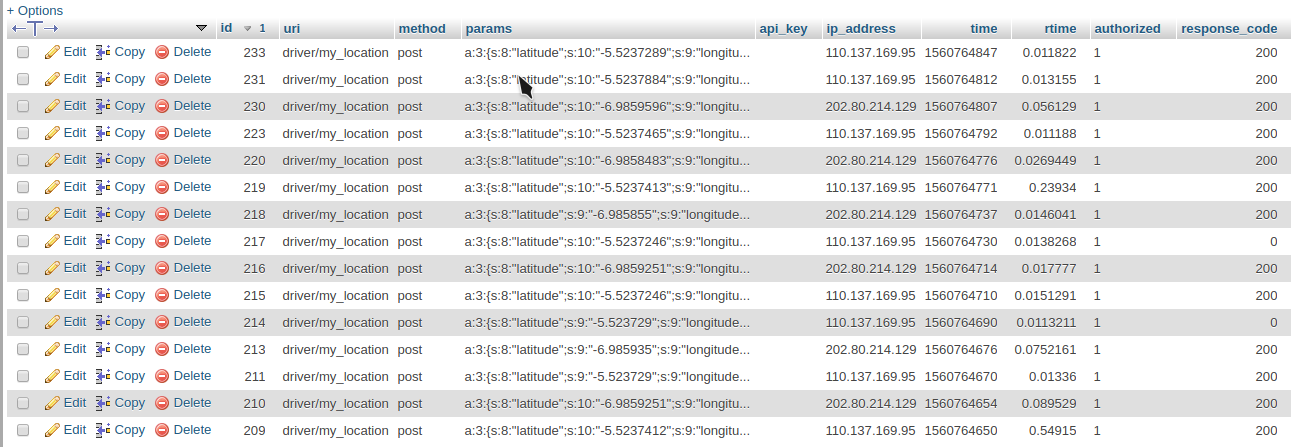 + Options
id 1 uri method params api_key ip_address time rtime authorized response_code
Edit Copy Delete 233 driver/my_location post a:3:{s:8:"latitude";s:10:"-5.5237289";s:9:"longitu... 110.137.169.95 1560764847 0.011822 1 200
Edit Copy Delete 231 driver/my_location post a:3:{s:8:"latitude";s:10:"-5.5237884";s:9:"longitu... 110.137.169.95 1560764812 0.013155 1 200
Edit Copy Delete 230 driver/my_location post a:3:{s:8:"latitude";s:10:"-6.9859596";s:9:"longitu... 202.80.214.129 1560764807 0.056129 1 200
Edit Copy Delete 223 driver/my_location post a:3:{s:8:"latitude";s:10:"-5.5237465";s:9:"longitu... 110.137.169.95 1560764792 0.011188 1 200
Edit Copy Delete 220 driver/my_location post a:3:{s:8:"latitude";s:10:"-6.9858483";s:9:"longitu... 202.80.214.129 1560764776 0.0269449 1 200
Edit Copy Delete 219 driver/my_location post a:3:{s:8:"latitude";s:10:"-5.5237413";s:9:"longitu... 110.137.169.95 1560764771 0.23934 1 200
Edit Copy Delete 218 driver/my_location post a:3:{s:8:"latitude";s:9:"-6.985855";s:9:"longitude... 202.80.214.129 1560764737 0.0146041 1 200
Edit Copy Delete 217 driver/my_location post a:3:{s:8:"latitude";s:10:"-5.5237246";s:9:"longitu... 110.137.169.95 1560764730 0.0138268 1 0
Edit Copy Delete 216 driver/my_location post a:3:{s:8:"latitude";s:10:"-6.9859251";s:9:"longitu... 202.80.214.129 1560764714 0.017777 1 200
Edit Copy Delete 215 driver/my_location post a:3:{s:8:"latitude";s:10:"-5.5237246";s:9:"longitu... 110.137.169.95 1560764710 0.0151291 1 200
Edit Copy Delete 214 driver/my_location post a:3:{s:8:"latitude";s:9:"-5.523729";s:9:"longitude... 110.137.169.95 1560764690 0.0113211 1 0
Edit Copy Delete 213 driver/my_location post a:3:{s:8:"latitude";s:9:"-6.985935";s:9:"longitude... 202.80.214.129 1560764676 0.0752161 1 200
Edit Copy Delete 211 driver/my_location post a:3:{s:8:"latitude";s:9:"-5.523729";s:9:"longitude... 110.137.169.95 1560764670 0.01336 1 200
Edit Copy Delete 210 driver/my_location post a:3:{s:8:"latitude";s:10:"-6.9859251";s:9:"longitu... 202.80.214.129 1560764654 0.089529 1 200
Edit Copy Delete 209 driver/my_location post a:3:{s:8:"latitude";s:10:"-5.5237412";s:9:"longitu... 110.137.169.95 1560764650 0.54915 1 200